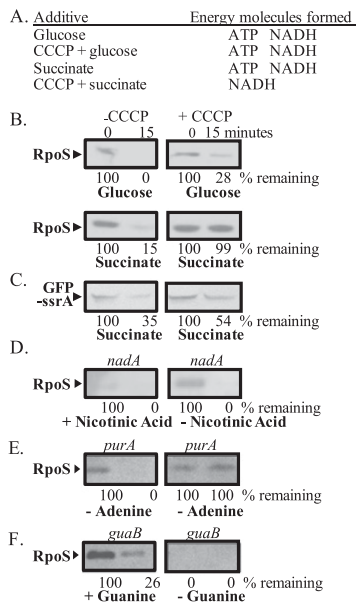 A. Additive Energy molecules formed
Glucose ATP NADH
CCCP + glucose ATP NADH
Succinate ATP NADH
CCCP + succinate NADH
B. -CCCP + CCCP
0 15 0 15 minutes
RpoS
100 0 100 28 % remaining
Glucose Glucose
RpoS
100 15 100 99 % remaining
Succinate Succinate
C.
GFP
-ssrA
100 35 100 54 % remaining
Succinate Succinate
D. nadA nadA
RpoS
100 0 100 0 % remaining
+ Nicotinic Acid - Nicotinic Acid
E. purA purA
RpoS
100 0 100 100 % remaining
- Adenine - Adenine
F. guaB guaB
RpoS
100 26 0 0 % remaining
+ Guanine - Guanine